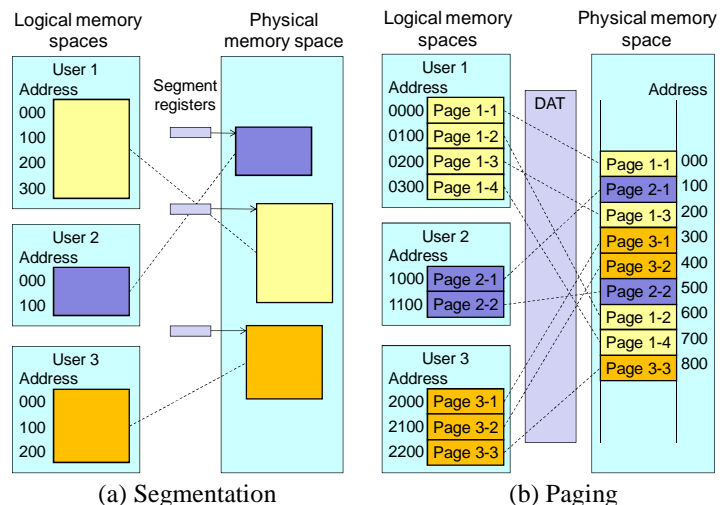 Logical memory
spaces
Physical
memory space
User 1
Address
000
100
200
300
Segment
registers
User 2
Address
000
100
User 3
Address
000
100
200
(a) Segmentation
Logical memory
spaces
Physical memory
space
User 1
Address
0000 Page 1-1
0100 Page 1-2
0200 Page 1-3
0300 Page 1-4
User 2
Address
1000 Page 2-1
1100 Page 2-2
User 3
Address
2000 Page 3-1
2100 Page 3-2
2200 Page 3-3
DAT
Address
Page 1-1 000
Page 2-1 100
Page 1-3 200
Page 3-1 300
Page 3-2 400
Page 2-2 500
Page 1-2 600
Page 1-4 700
Page 3-3 800
(b) Paging